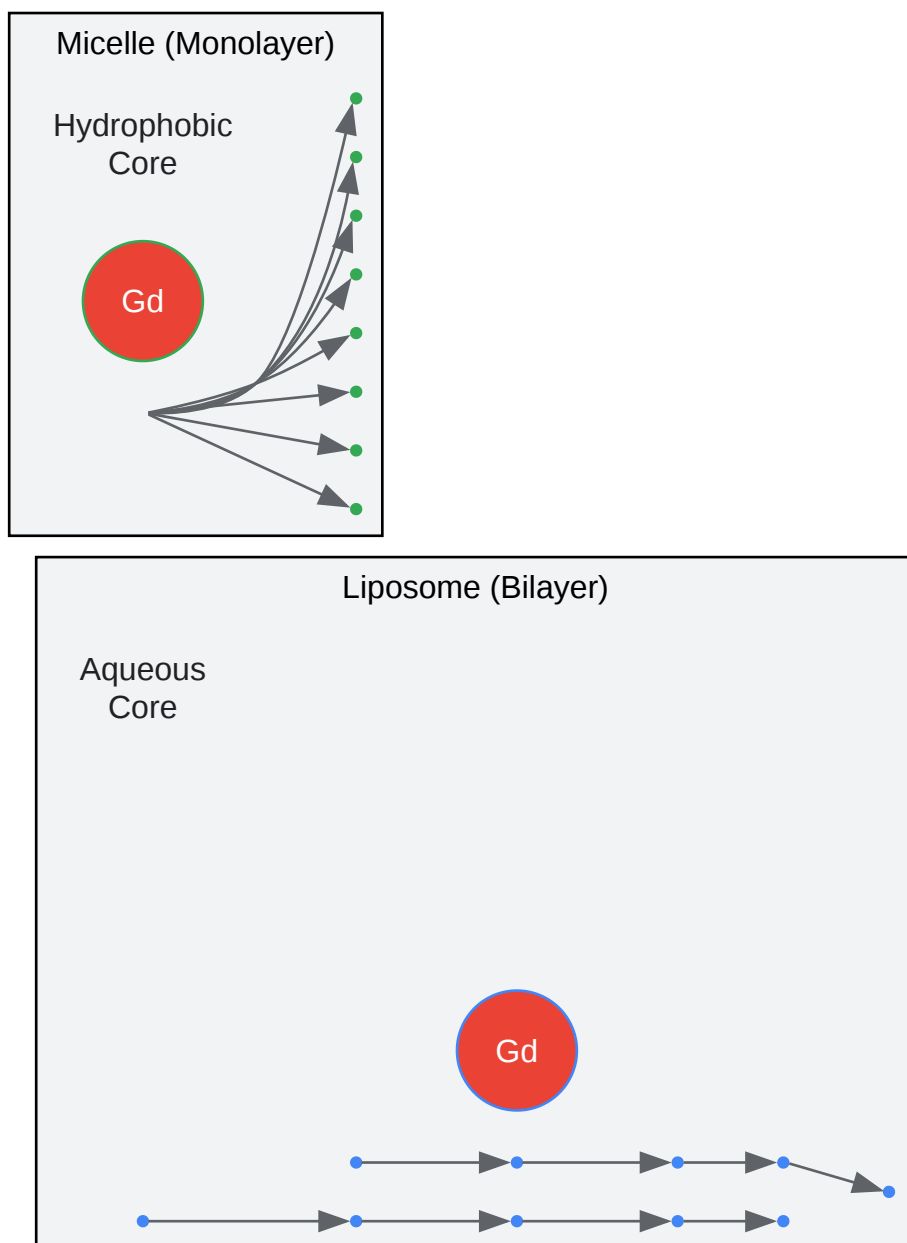 Micelle (Monolayer)
Hydrophobic
Core
Gd
Liposome (Bilayer)
Aqueous
Core
Gd